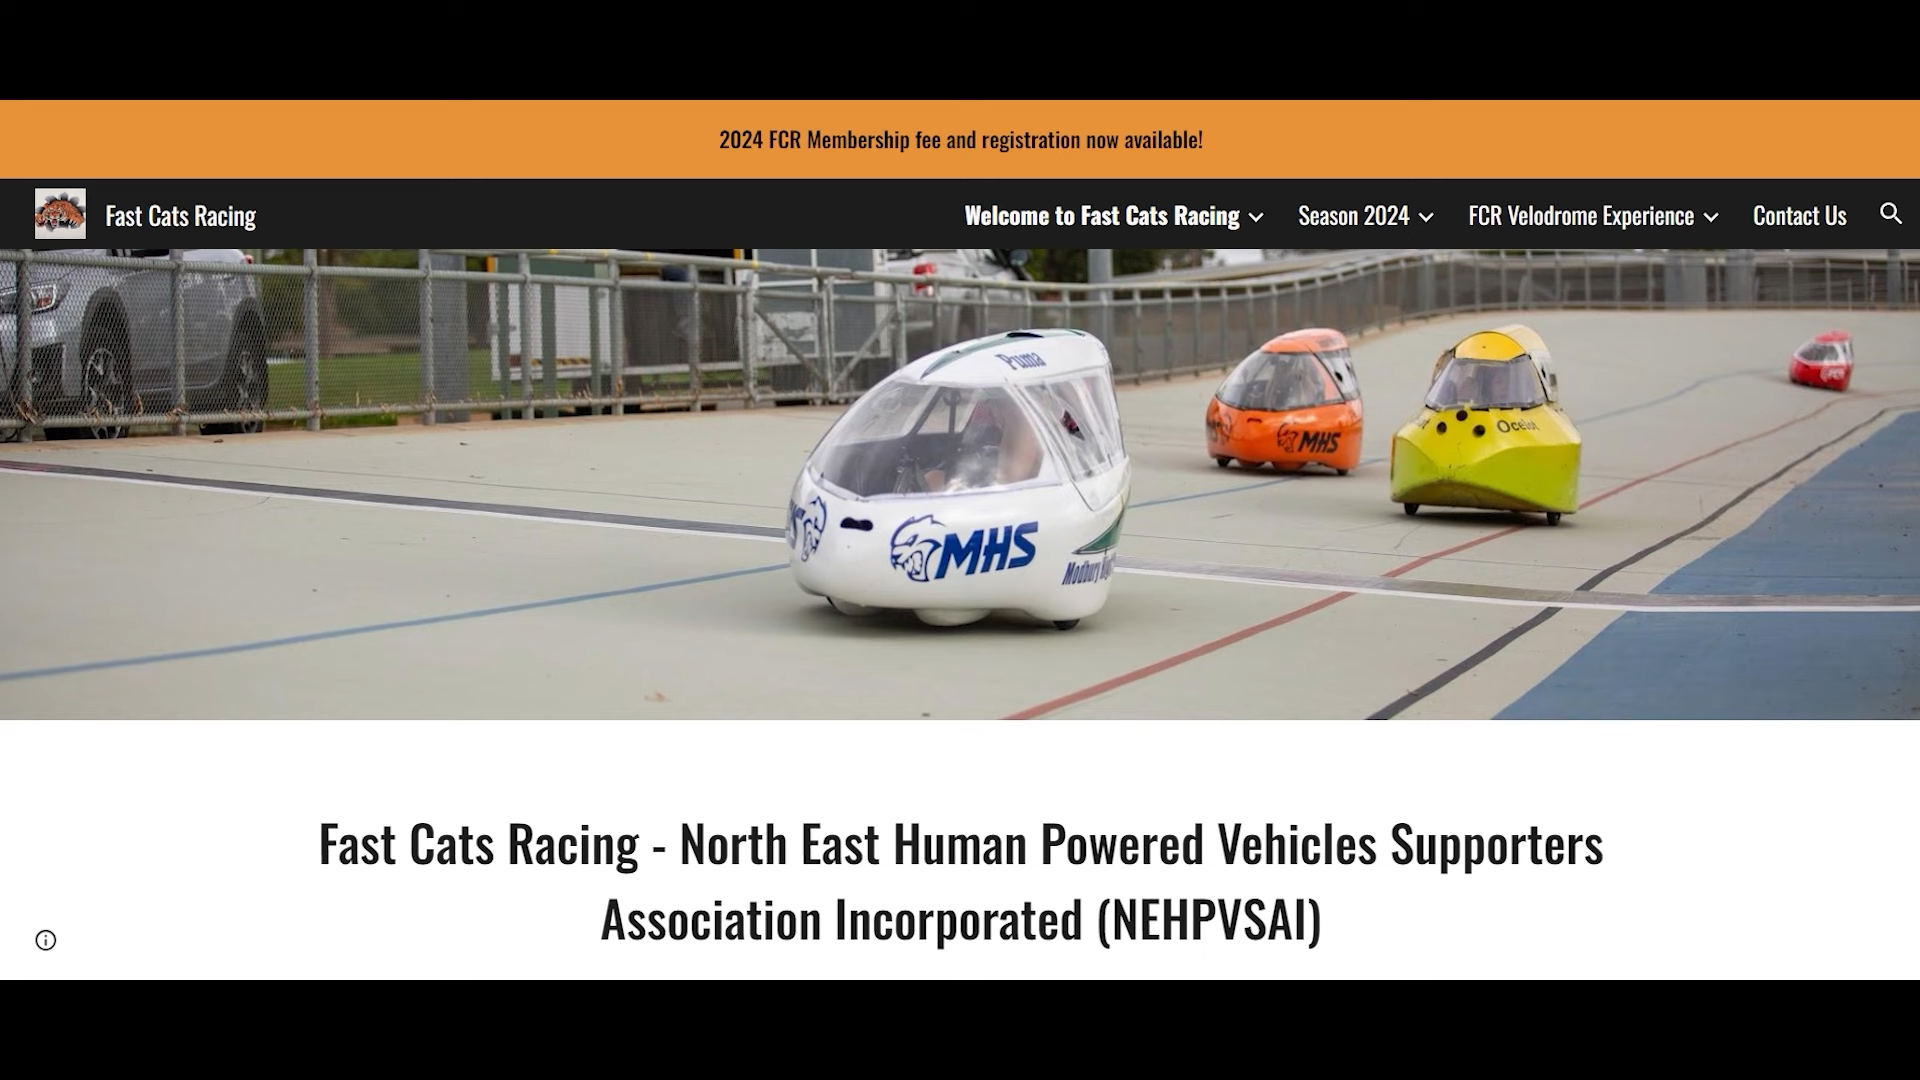 2024 FCR Membership fee and registration now available!
Fast Cats Racing
Welcome to Fast Cats Racing
Season 2024
FCR Velodrome Experience
Contact Us
Puma
MHS
MHS
Ocelot
Modbury
Fast Cats Racing - North East Human Powered Vehicles Supporters
Association Incorporated (NEHPVSAI)